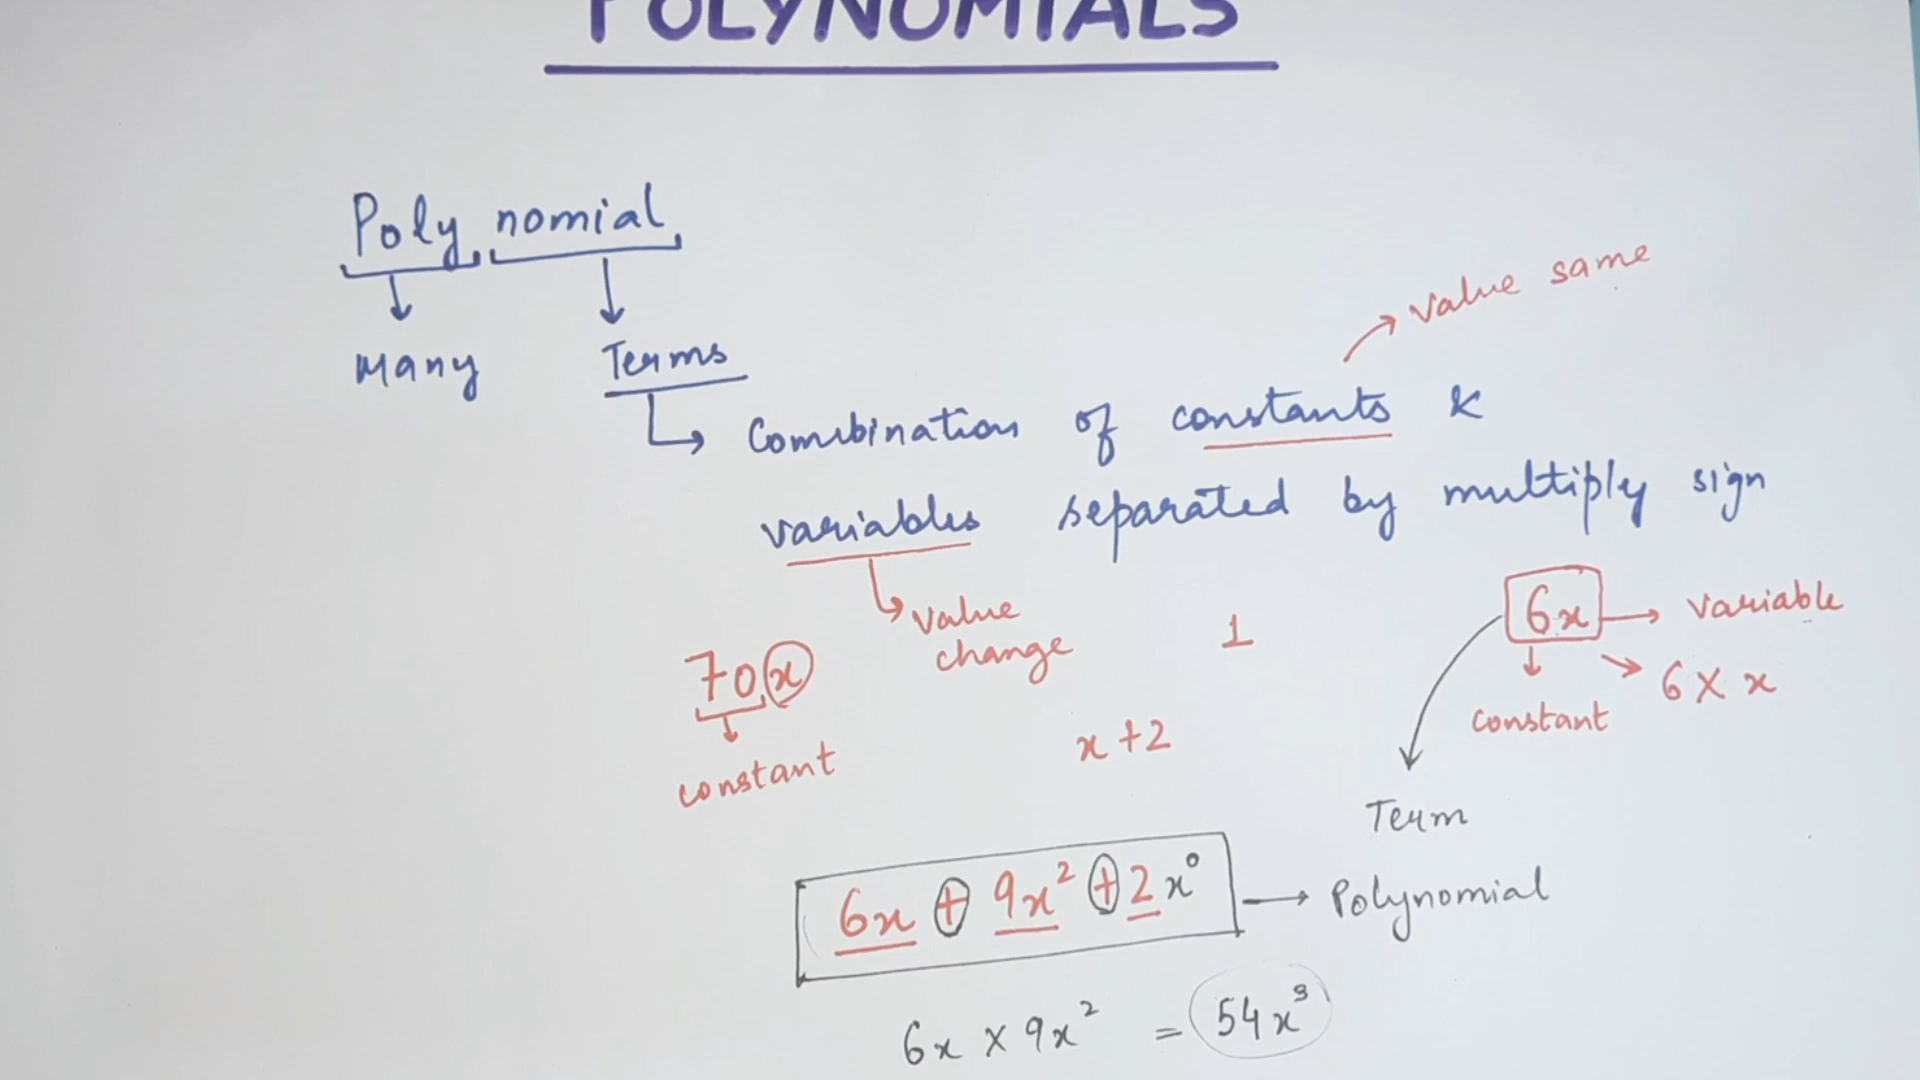 POLYNOMIALS
Poly nomial
Many Terms
value same
Combination of constants &
variables separated by multiply sign
value
change
70x
constant
1
x+2
6x
variable
constant
6 X x
Term
6x + 9x² + 2x⁰
Polynomial
6x X 9x² = 54x³